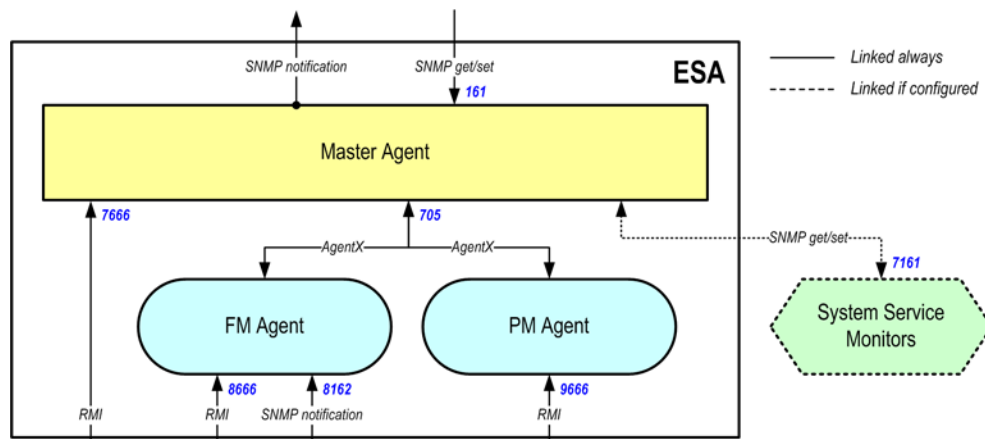 SNMP notification
SNMP get/set
ESA
Linked always
Linked if configured
161
Master Agent
7666
705
AgentX
AgentX
SNMP get/set
7161
FM Agent
PM Agent
System Service
Monitors
8666
8162
9666
RMI
RMI
SNMP notification
RMI